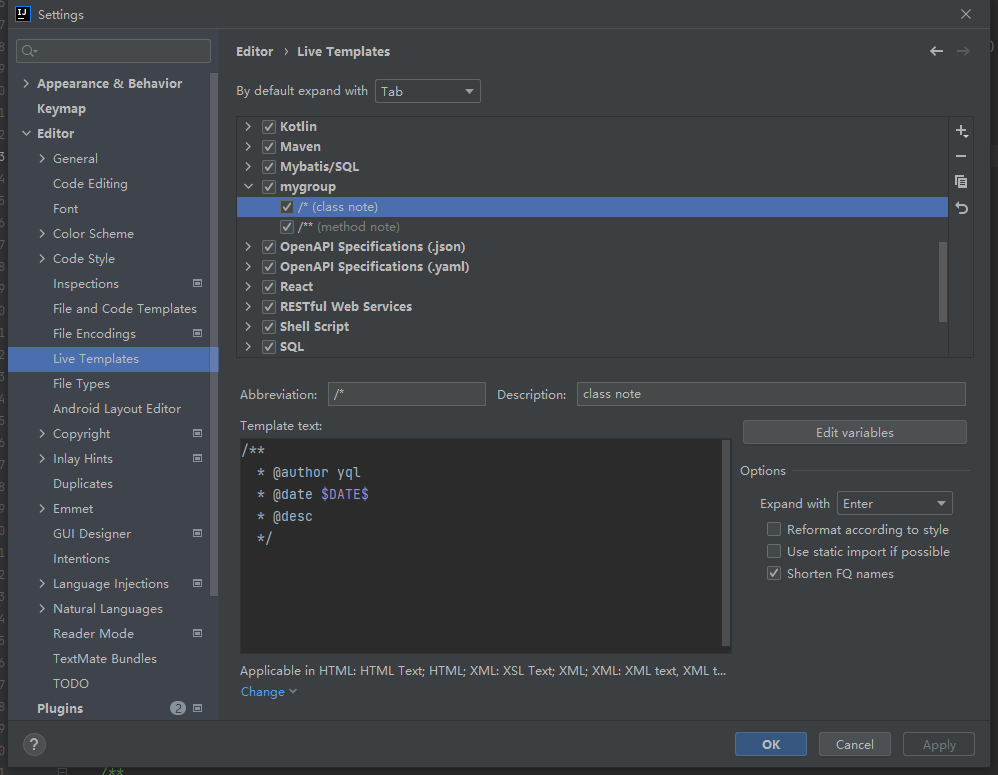 Settings
Appearance & Behavior
Keymap
Editor
General
Code Editing
Font
Color Scheme
Code Style
Inspections
File and Code Templates
File Encodings
Live Templates
File Types
Android Layout Editor
Copyright
Inlay Hints
Duplicates
Emmet
GUI Designer
Intentions
Language Injections
Natural Languages
Reader Mode
TextMate Bundles
TODO
Plugins 2
Editor › Live Templates
By default expand with Tab
Kotlin
Maven
Mybatis/SQL
mygroup
/* (class note)
/** (method note)
OpenAPI Specifications (.json)
OpenAPI Specifications (.yaml)
React
RESTful Web Services
Shell Script
SQL
Abbreviation: /* Description: class note
Template text:
/**
* @author yql
* @date $DATE$
* @desc
*/
Edit variables
Options
Expand with Enter
Reformat according to style
Use static import if possible
Shorten FQ names
Applicable in HTML: HTML Text; HTML; XML: XSL Text; XML; XML: XML text, XML t...
Change
? OK Cancel Apply
/**